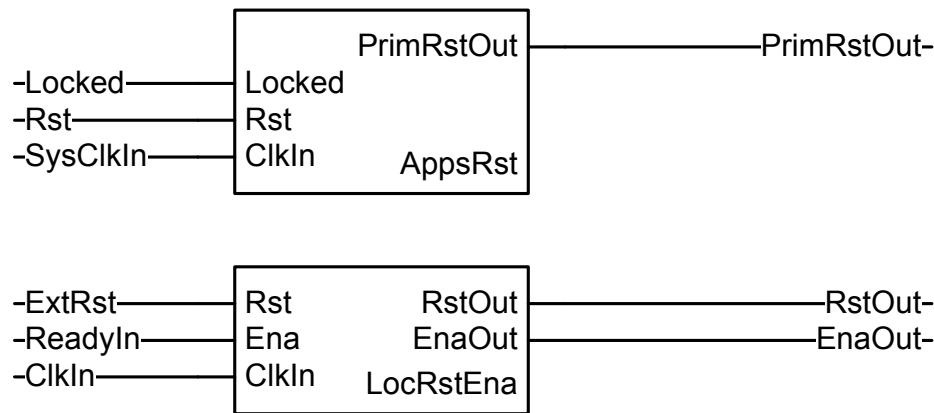 PrimRstOut PrimRstOut
Locked Locked
Rst Rst
SysClkIn ClkIn AppsRst
ExtRst Rst RstOut RstOut
ReadyIn Ena EnaOut EnaOut
ClkIn ClkIn LocRstEna